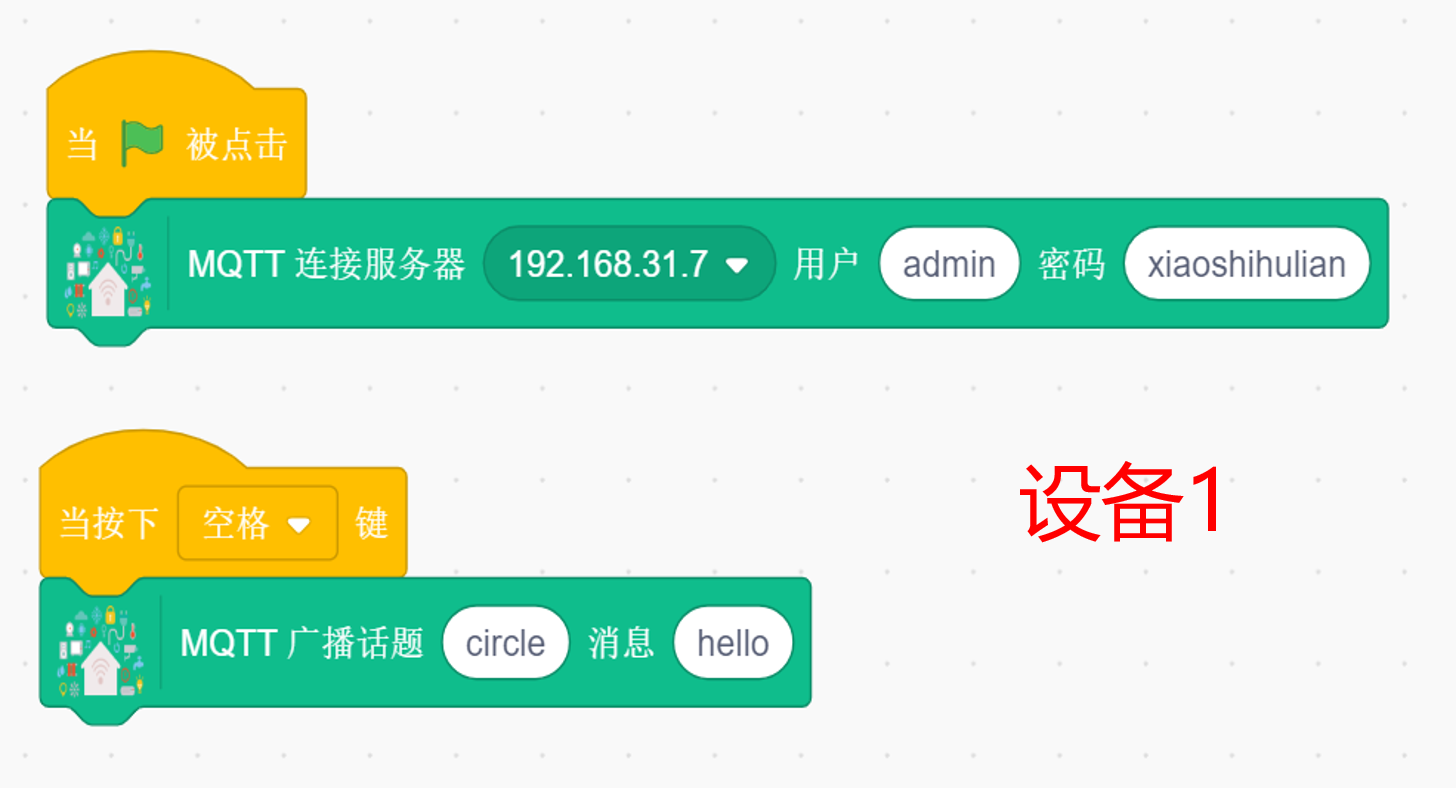 当 被点击
MQTT 连接服务器 192.168.31.7 用户 admin 密码 xiaoshihulian
当按下 空格 键
设备1
MQTT 广播话题 circle 消息 hello